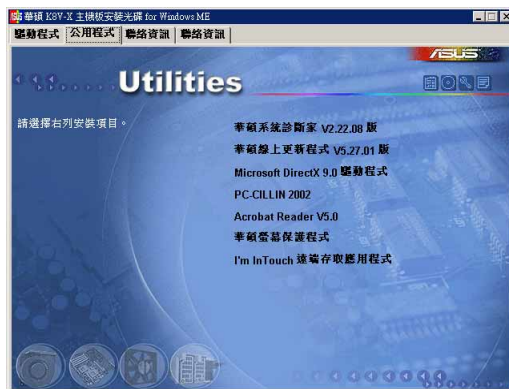 華碩 K8V-X 主機板安裝光碟 for Windows ME
驅動程式 公用程式 聯絡資訊 聯絡資訊
ASUS
Utilities
請選擇右列安裝項目。
華碩系統診斷家 V2.22.08 版
華碩線上更新程式 V5.27.01 版
Microsoft DirectX 9.0 驅動程式
PC-CILLIN 2002
Acrobat Reader V5.0
華碩螢幕保護程式
I'm InTouch 遠端存取應用程式